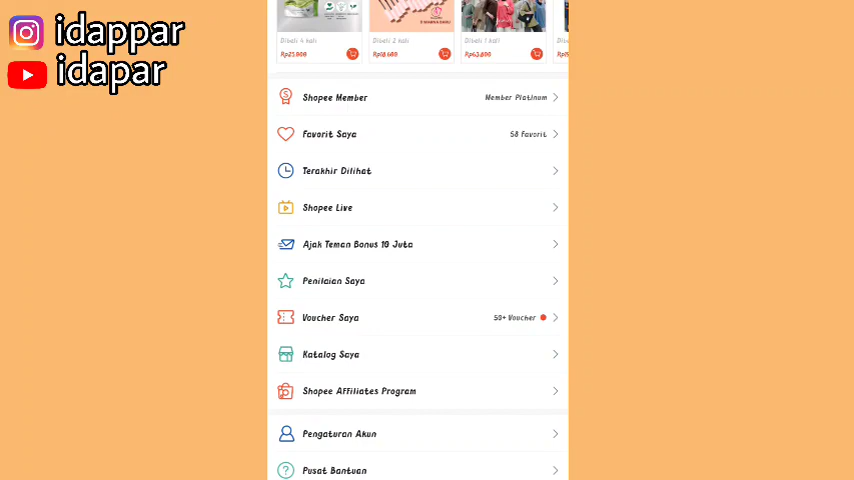 idappar
idapar
Dibeli 4 kali
Dibeli 2 kali
Dibeli 1 kali
Rp25.900
Rp18.600
Rp63.800
Shopee Member
Member Platinum
Favorit Saya
58 Favorit
Terakhir Dilihat
Shopee Live
Ajak Teman Bonus 10 Juta
Penilaian Saya
Voucher Saya
50+ Voucher
Katalog Saya
Shopee Affiliates Program
Pengaturan Akun
Pusat Bantuan